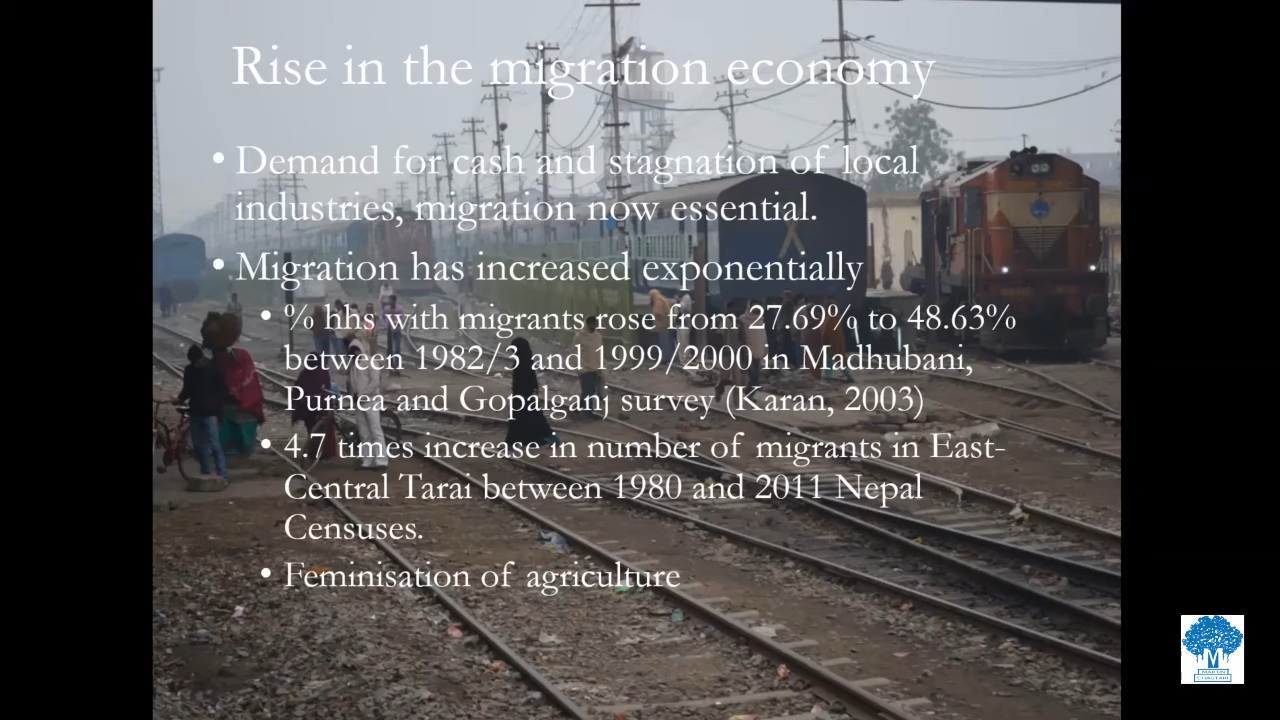 Rise in the migration economy
• Demand for cash and stagnation of local
industries, migration now essential.
• Migration has increased exponentially
• % hhs with migrants rose from 27.69% to 48.63%
between 1982/3 and 1999/2000 in Madhubani,
Purnea and Gopalganj survey (Karan, 2003)
• 4.7 times increase in number of migrants in East-
Central Tarai between 1980 and 2011 Nepal
Censuses.
• Feminisation of agriculture
MARTIN
CHAUTARI